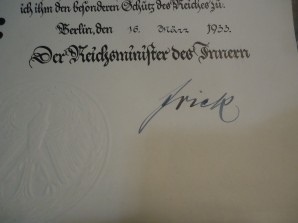 ich ihm den besonderen Schutz des Reiches zu.
Berlin, den 16. März 1933.
Der Reichsminister des Innern
Frick